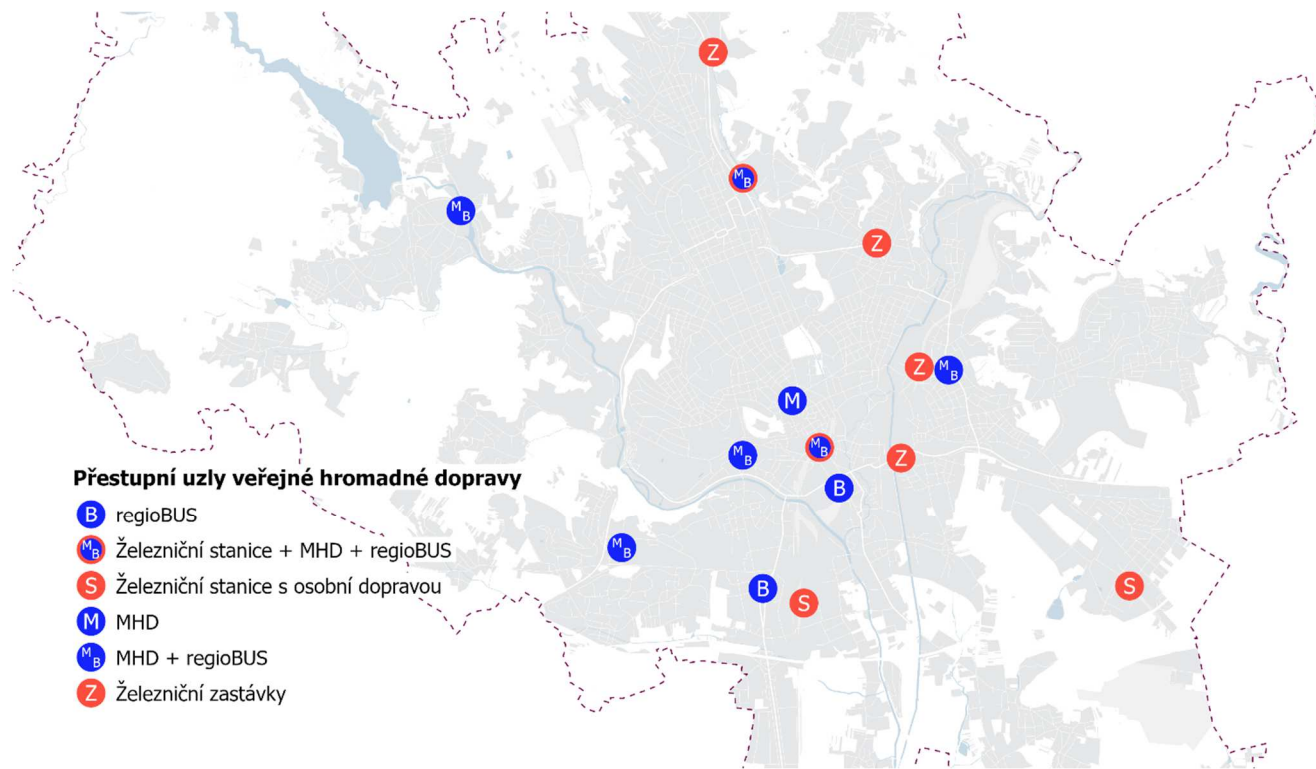 Z
M B
M B
Z
Z
M B
M
M B
M B
Z
B
M B
B
S
S
Přestupní uzly veřejné hromadné dopravy
B regioBUS
M B Železniční stanice + MHD + regioBUS
S Železniční stanice s osobní dopravou
M MHD
M B MHD + regioBUS
Z Železniční zastávky